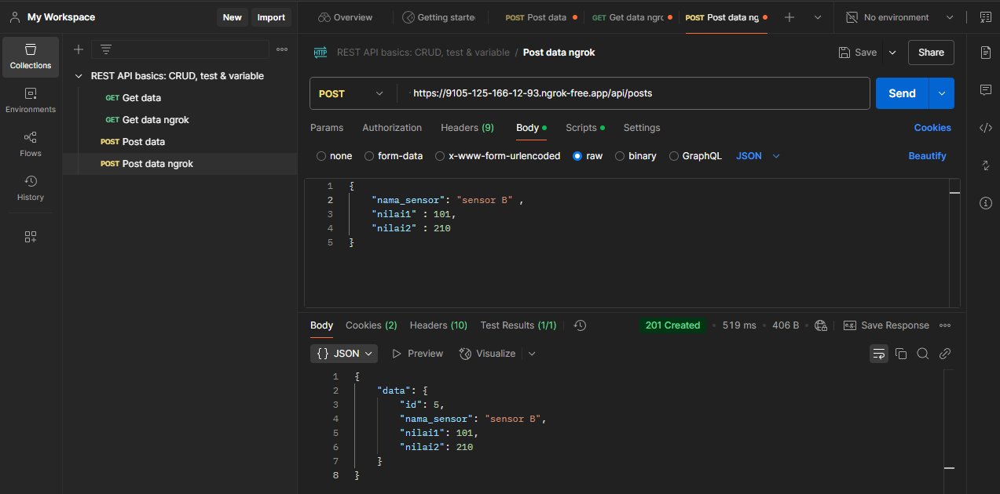 My Workspace New Import Overview Getting starte POST Post data GET Get data ngrc POST Post data ng No environment
Collections
Environments
Flows
History
REST API basics: CRUD, test & variable
GET Get data
GET Get data ngrok
POST Post data
POST Post data ngrok
HTTP REST API basics: CRUD, test & variable / Post data ngrok Save Share
POST https://9105-125-166-12-93.ngrok-free.app/api/posts Send
Params Authorization Headers (9) Body Scripts Settings Cookies
none form-data x-www-form-urlencoded raw binary GraphQL JSON Beautify
1 {
2 "nama_sensor": "sensor B" ,
3 "nilai1" : 101,
4 "nilai2" : 210
5 }
Body Cookies (2) Headers (10) Test Results (1/1) 201 Created • 519 ms • 406 B • e.g. Save Response
{} JSON Preview Visualize
1 {
2 "data": {
3 "id": 5,
4 "nama_sensor": "sensor B",
5 "nilai1": 101,
6 "nilai2": 210
7 }
8 }